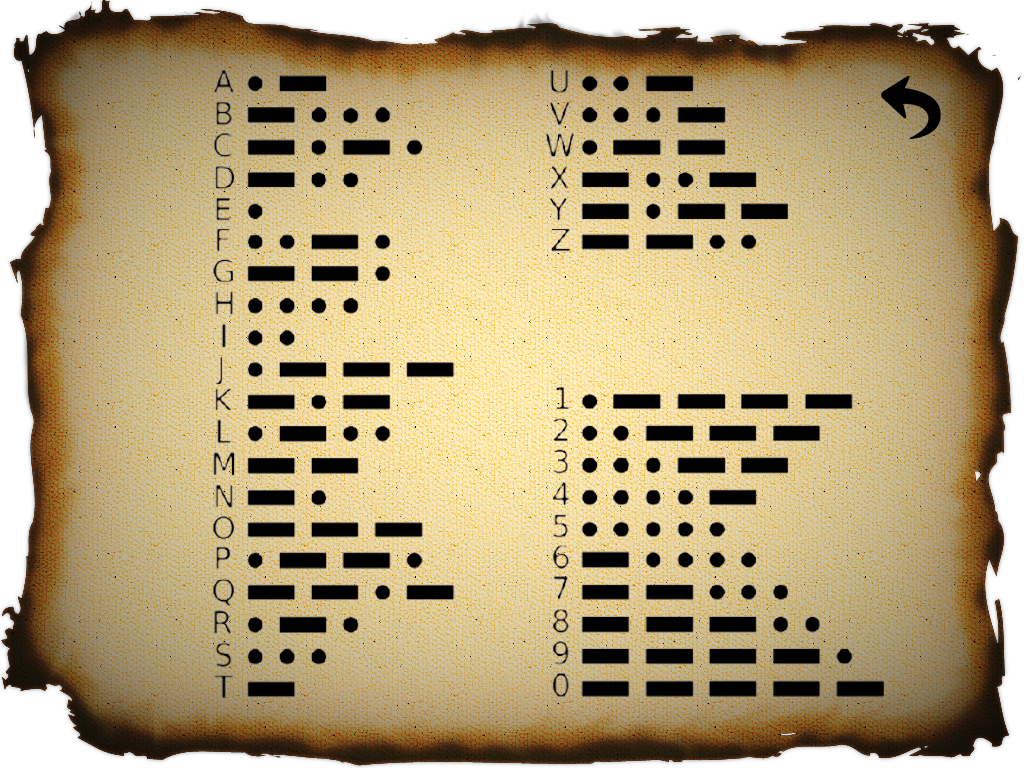 A • —
B — • • •
C — • — •
D — • •
E •
F • • — •
G — — •
H • • • •
I • •
J • — — —
K — • —
L • — • •
M — —
N — •
O — — —
P • — — •
Q — — • —
R • — •
S • • •
T —
U • • —
V • • • —
W • — —
X — • • —
Y — • — —
Z — — • •
1 • — — — —
2 • • — — —
3 • • • — —
4 • • • • —
5 • • • • •
6 — • • • •
7 — — • • •
8 — — — • •
9 — — — — •
0 — — — — —